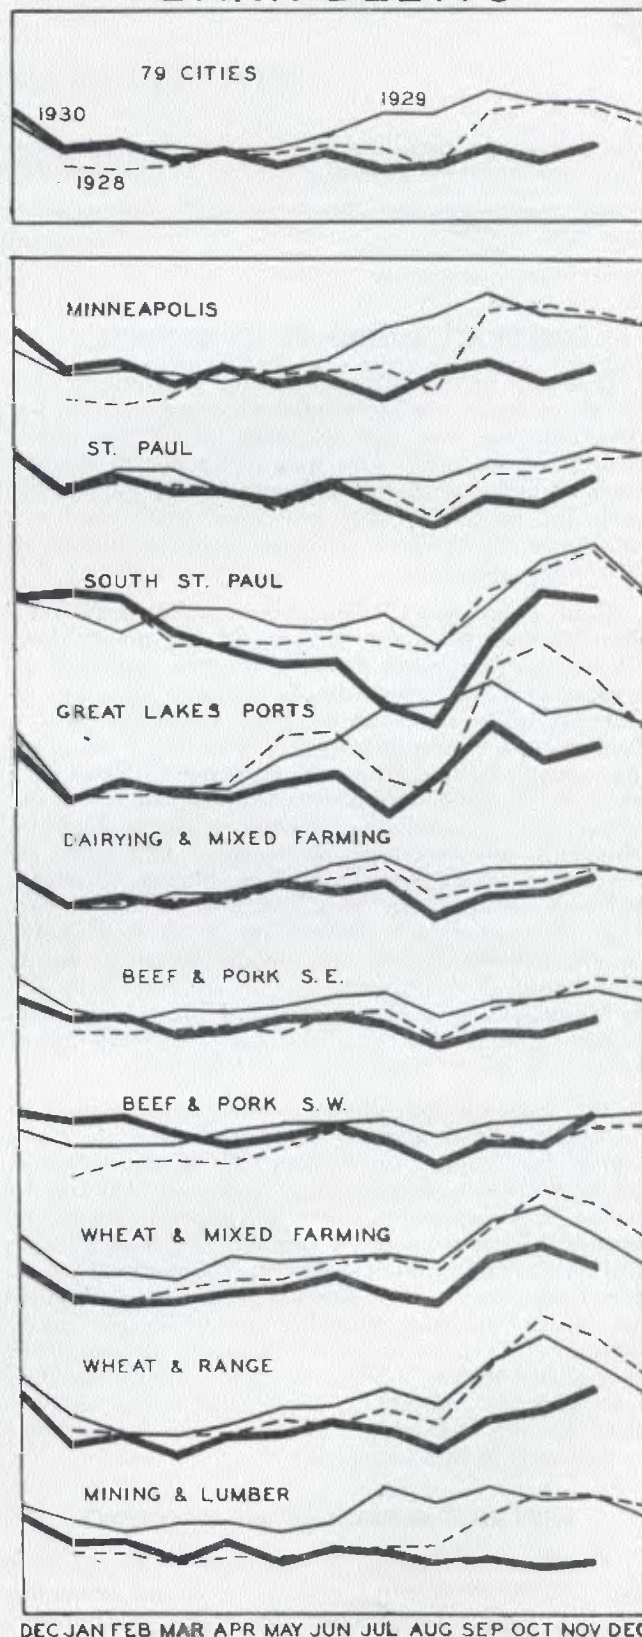 79 CITIES
1930
1929
1928
MINNEAPOLIS
ST. PAUL
SOUTH ST. PAUL
GREAT LAKES PORTS
DAIRYING & MIXED FARMING
BEEF & PORK S.E.
BEEF & PORK S.W.
WHEAT & MIXED FARMING
WHEAT & RANGE
MINING & LUMBER
DEC JAN FEB MAR APR MAY JUN JUL AUG SEP OCT NOV DEC